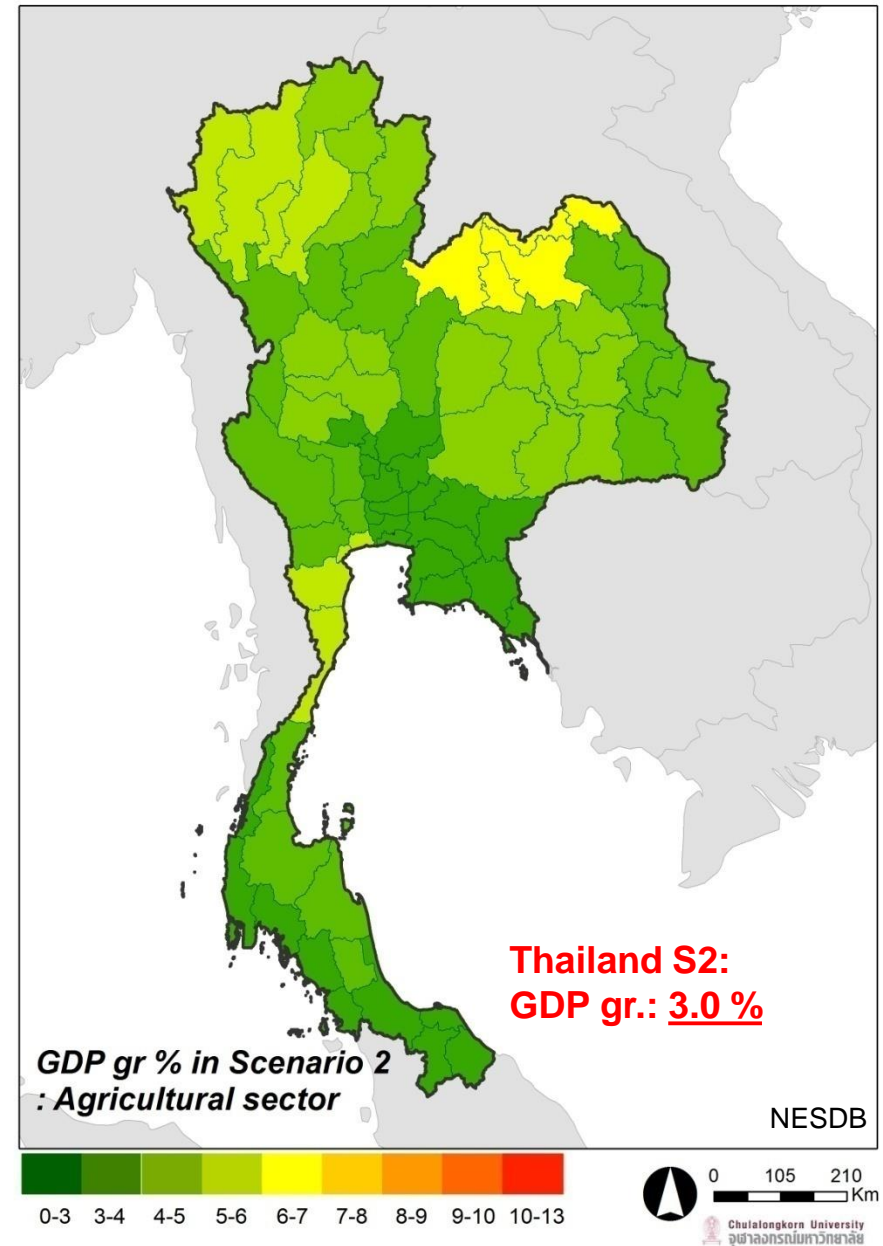 Thailand S2:
GDP gr.: 3.0 %
GDP gr % in Scenario 2
: Agricultural sector
NESDB
0-3 3-4 4-5 5-6 6-7 7-8 8-9 9-10 10-13
0 105 210
Km
Chulalongkorn University
จุฬาลงกรณ์มหาวิทยาลัย